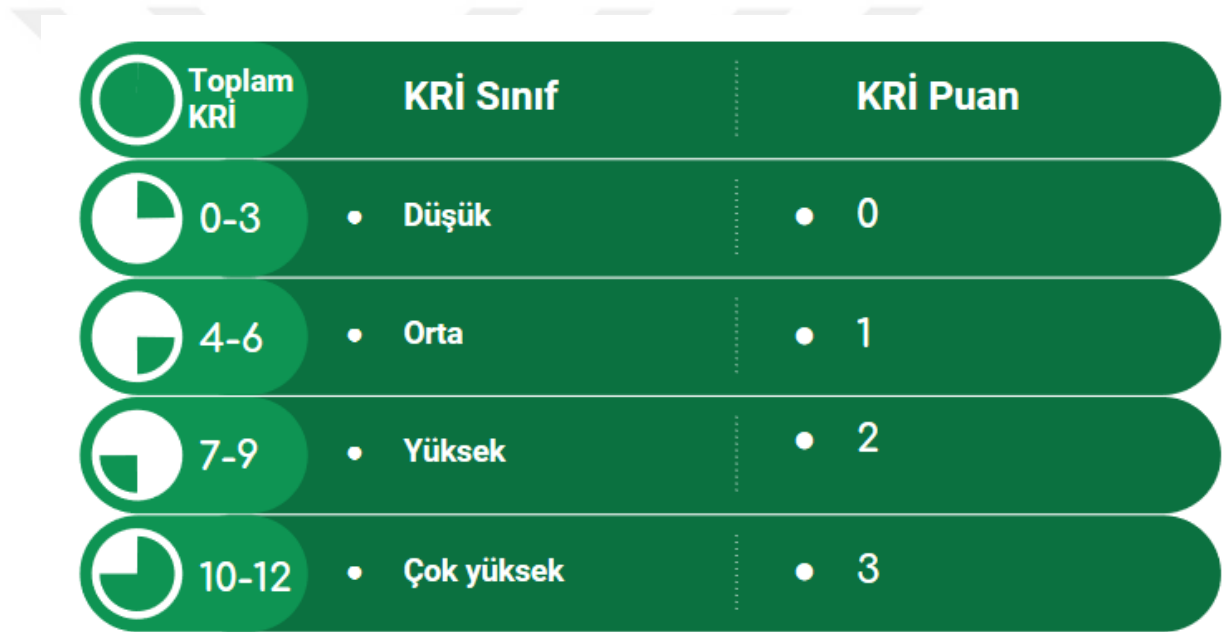 Toplam KRİ KRİ Sınıf KRİ Puan
0-3 • Düşük • 0
4-6 • Orta • 1
7-9 • Yüksek • 2
10-12 • Çok yüksek • 3